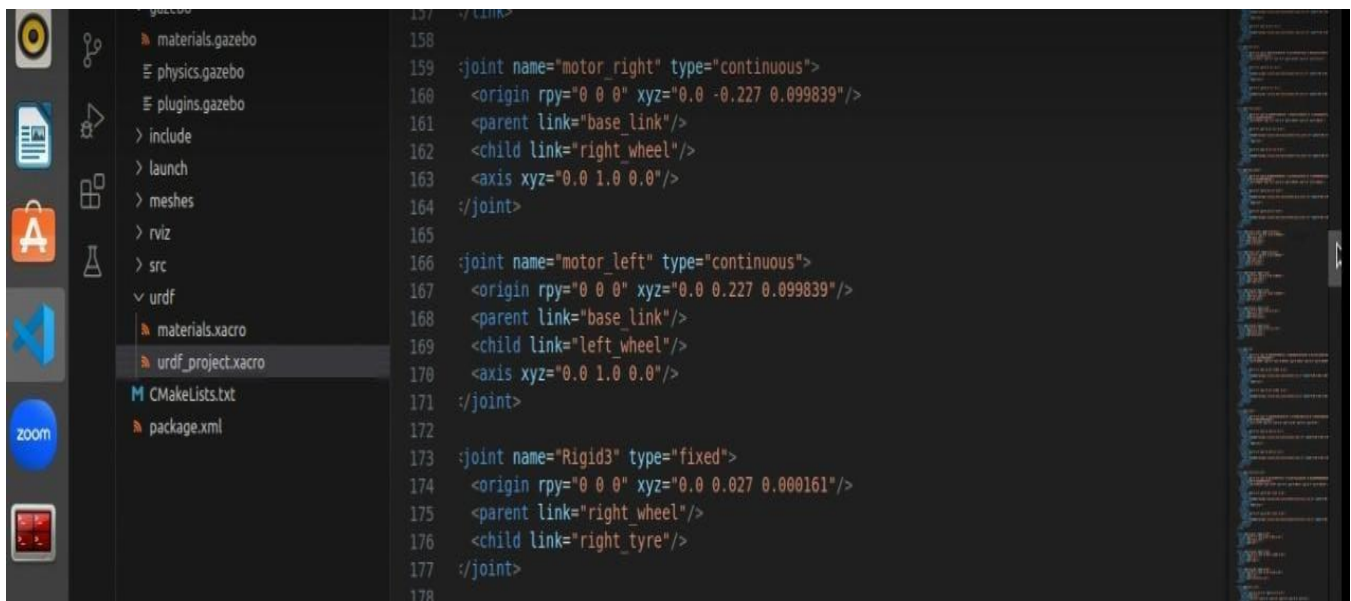 materials.gazebo
physics.gazebo
plugins.gazebo
include
launch
meshes
rviz
src
urdf
materials.xacro
urdf_project.xacro
CMakeLists.txt
package.xml
zoom
157 :/link>
158
159 :joint name="motor_right" type="continuous">
160 <origin rpy="0 0 0" xyz="0.0 -0.227 0.099839"/>
161 <parent link="base_link"/>
162 <child link="right_wheel"/>
163 <axis xyz="0.0 1.0 0.0"/>
164 :/joint>
165
166 :joint name="motor_left" type="continuous">
167 <origin rpy="0 0 0" xyz="0.0 0.227 0.099839"/>
168 <parent link="base_link"/>
169 <child link="left_wheel"/>
170 <axis xyz="0.0 1.0 0.0"/>
171 :/joint>
172
173 :joint name="Rigid3" type="fixed">
174 <origin rpy="0 0 0" xyz="0.0 0.027 0.000161"/>
175 <parent link="right_wheel"/>
176 <child link="right_tyre"/>
177 :/joint>
178